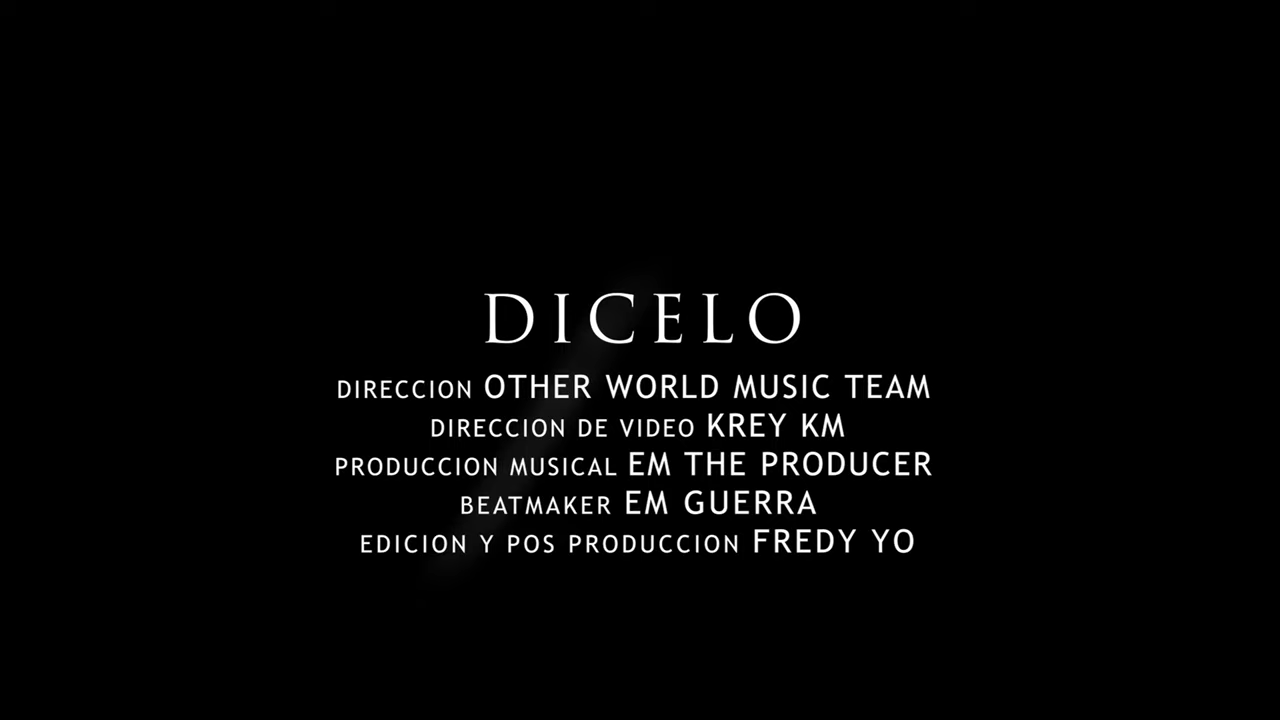 DICELO
DIRECCION OTHER WORLD MUSIC TEAM
DIRECCION DE VIDEO KREY KM
PRODUCCION MUSICAL EM THE PRODUCER
BEATMAKER EM GUERRA
EDICION Y POS PRODUCCION FREDY YO